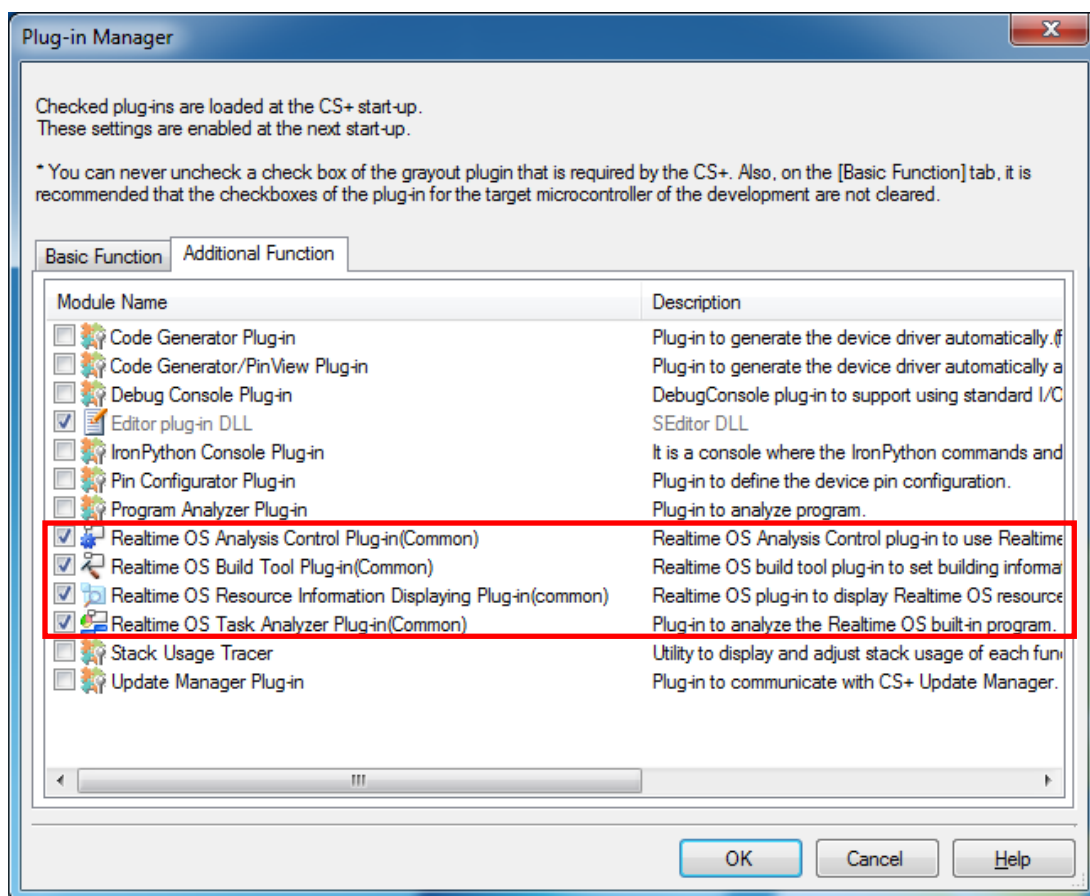 Plug-in Manager
Checked plug-ins are loaded at the CS+ start-up.
These settings are enabled at the next start-up.
* You can never uncheck a check box of the grayout plugin that is required by the CS+. Also, on the [Basic Function] tab, it is
recommended that the checkboxes of the plug-in for the target microcontroller of the development are not cleared.
Basic Function Additional Function
Module Name Description
Code Generator Plug-in Plug-in to generate the device driver automatically.(f
Code Generator/PinView Plug-in Plug-in to generate the device driver automatically a
Debug Console Plug-in DebugConsole plug-in to support using standard I/O
Editor plug-in DLL SEditor DLL
IronPython Console Plug-in It is a console where the IronPython commands and
Pin Configurator Plug-in Plug-in to define the device pin configuration.
Program Analyzer Plug-in Plug-in to analyze program.
Realtime OS Analysis Control Plug-in(Common) Realtime OS Analysis Control plug-in to use Realtime
Realtime OS Build Tool Plug-in(Common) Realtime OS build tool plug-in to set building informa
Realtime OS Resource Information Displaying Plug-in(common) Realtime OS plug-in to display Realtime OS resource
Realtime OS Task Analyzer Plug-in(Common) Plug-in to analyze the Realtime OS built-in program.
Stack Usage Tracer Utility to display and adjust stack usage of each fun
Update Manager Plug-in Plug-in to communicate with CS+ Update Manager.
OK Cancel Help